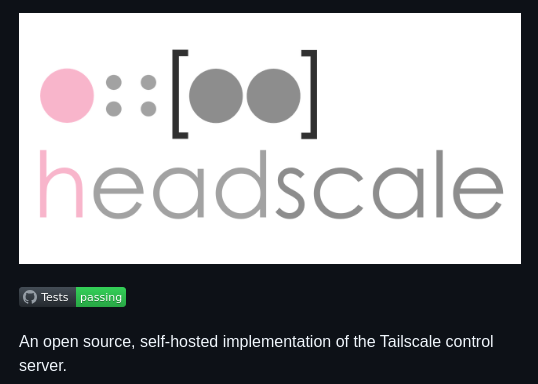 headscale
Tests passing
An open source, self-hosted implementation of the Tailscale control
server.